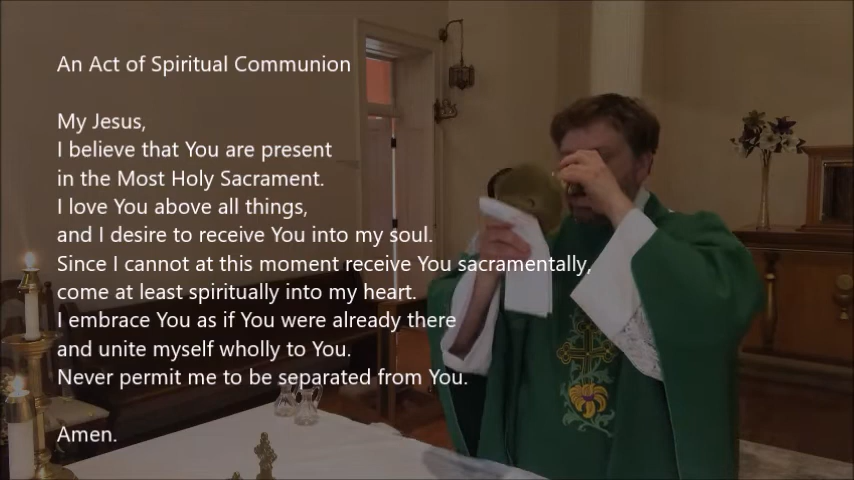 An Act of Spiritual Communion
My Jesus,
I believe that You are present
in the Most Holy Sacrament.
I love You above all things,
and I desire to receive You into my soul.
Since I cannot at this moment receive You sacramentally,
come at least spiritually into my heart.
I embrace You as if You were already there
and unite myself wholly to You.
Never permit me to be separated from You.
Amen.